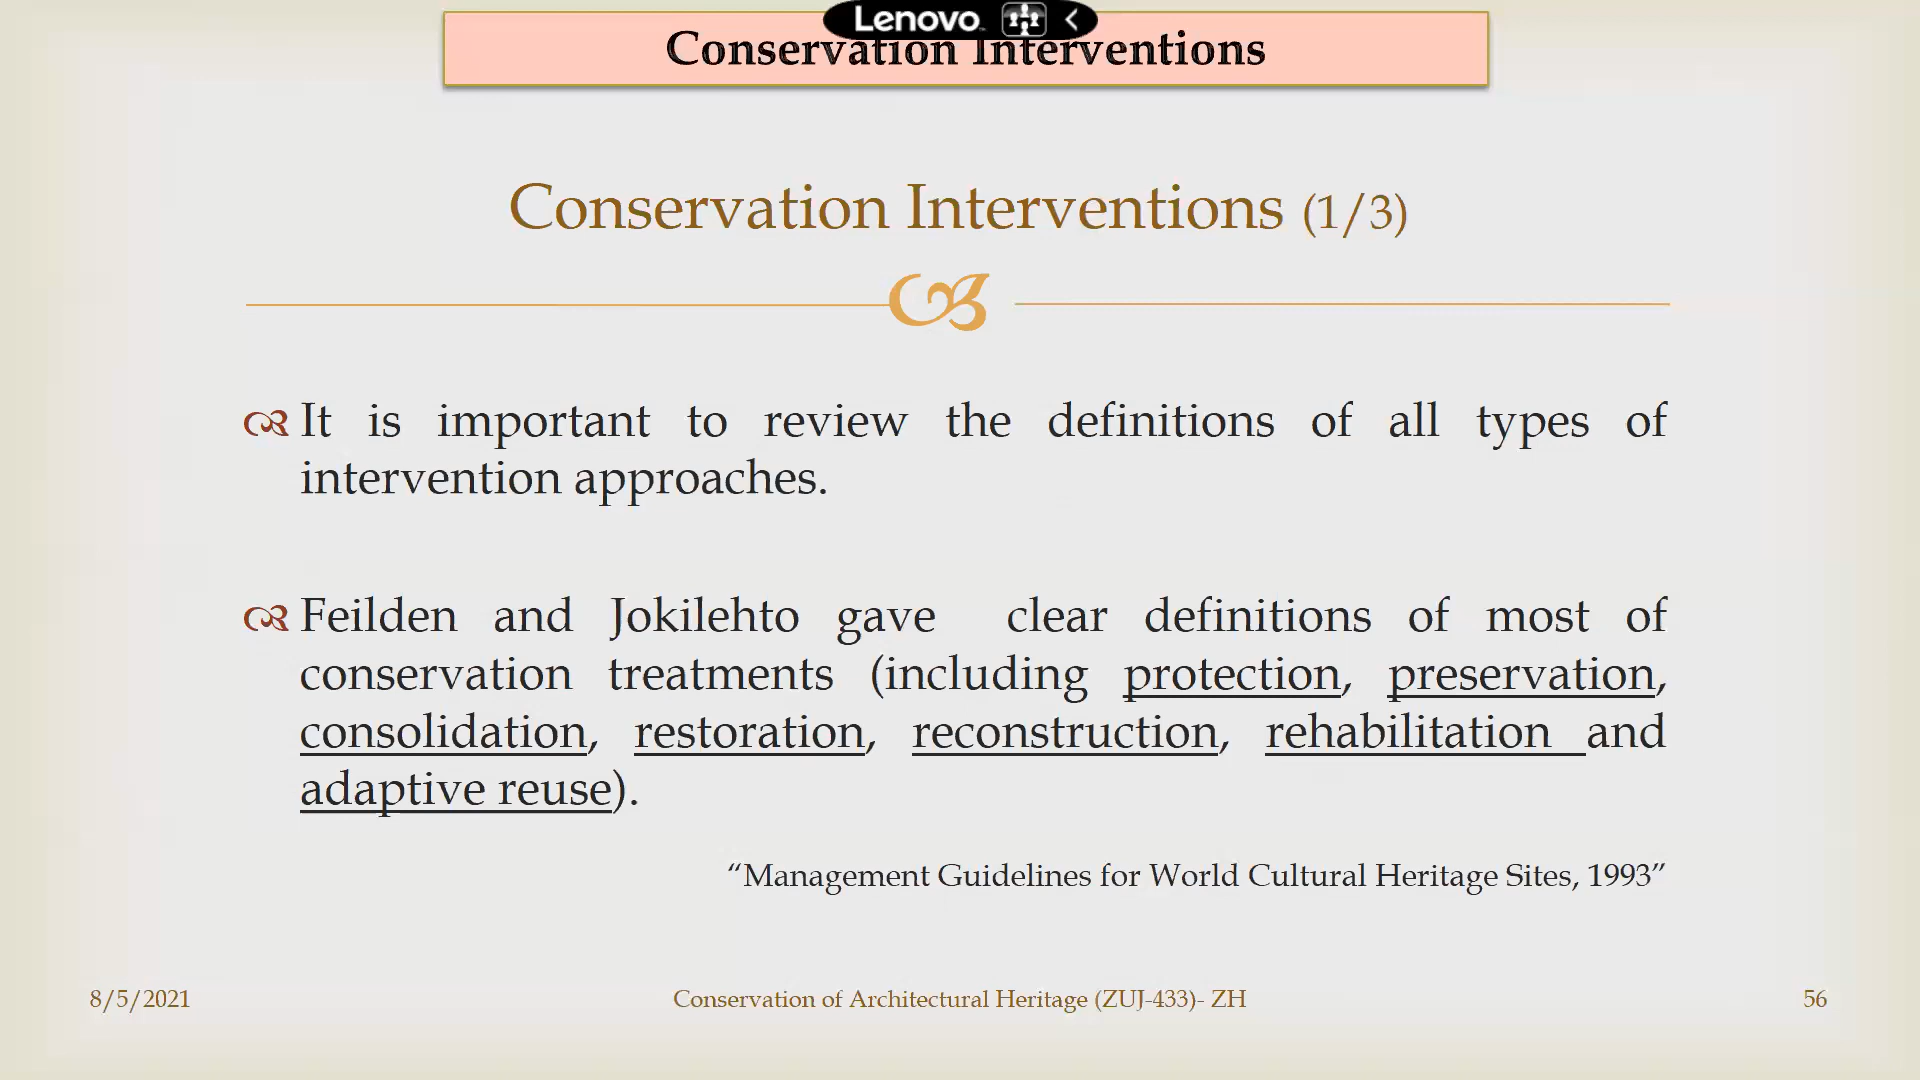 Lenovo
Conservation Interventions
Conservation Interventions (1/3)
It is important to review the definitions of all types of
intervention approaches.
Feilden and Jokilehto gave clear definitions of most of
conservation treatments (including protection, preservation,
consolidation, restoration, reconstruction, rehabilitation and
adaptive reuse).
“Management Guidelines for World Cultural Heritage Sites, 1993”
8/5/2021
Conservation of Architectural Heritage (ZUJ-433)- ZH
56